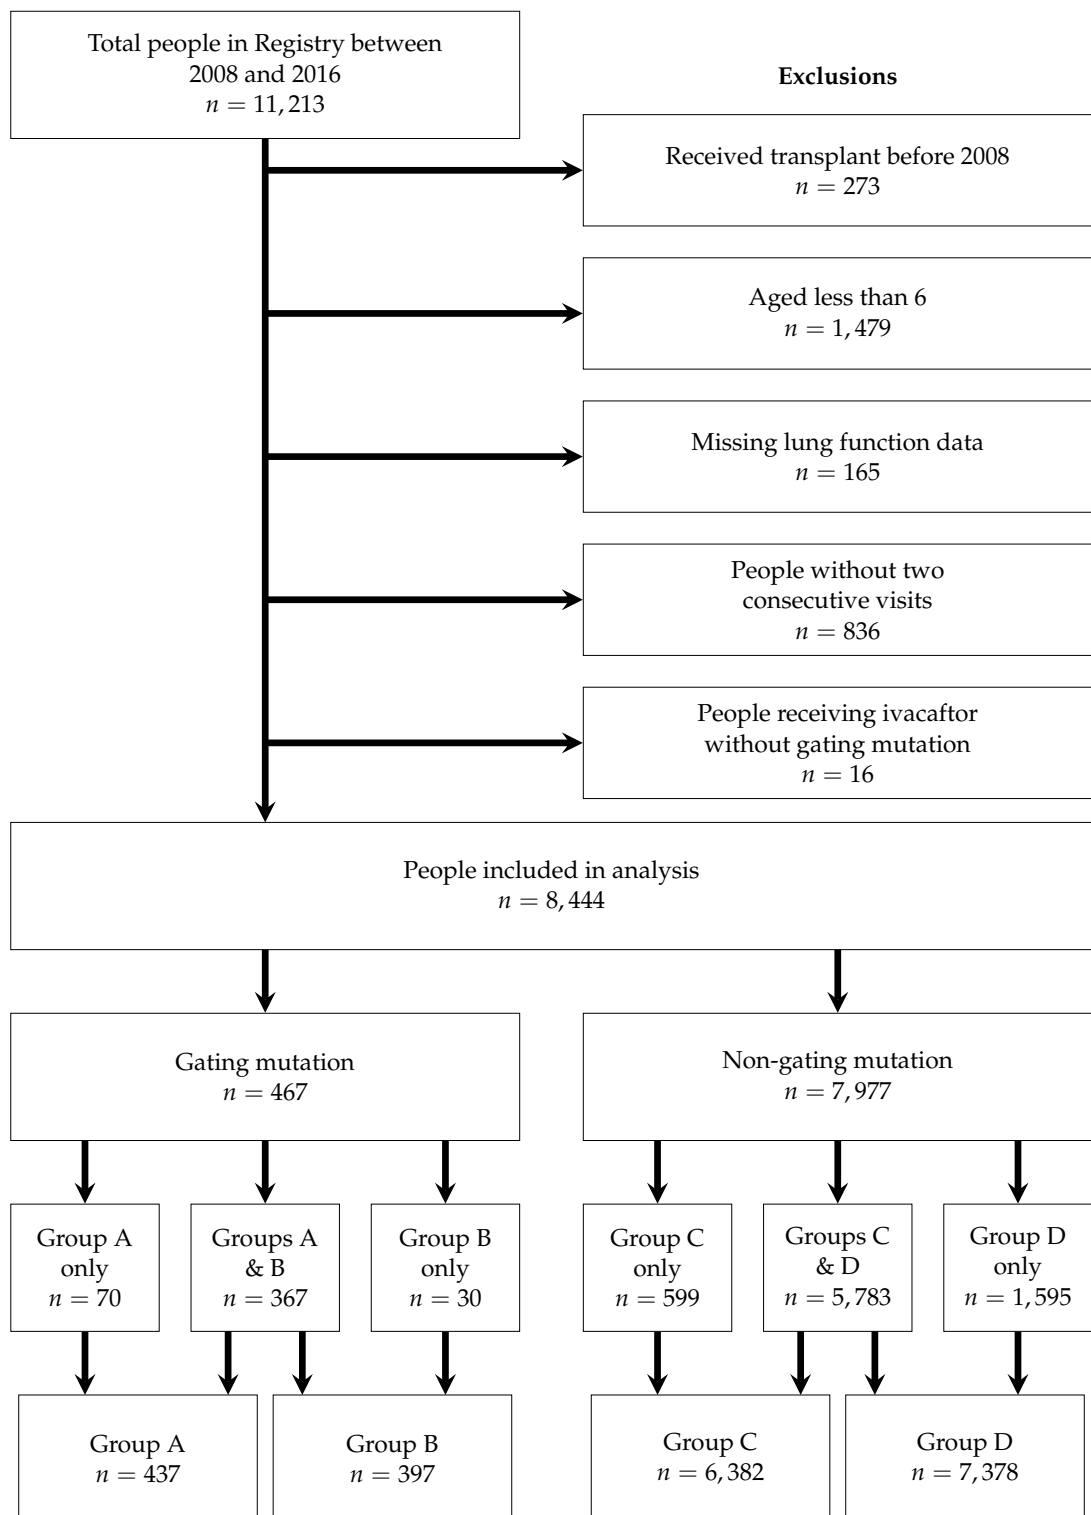 Total people in Registry between
2008 and 2016
n = 11, 213
Exclusions
Received transplant before 2008
n = 273
Aged less than 6
n = 1, 479
Missing lung function data
n = 165
People without two
consecutive visits
n = 836
People receiving ivacaftor
without gating mutation
n = 16
People included in analysis
n = 8, 444
Gating mutation
n = 467
Non-gating mutation
n = 7, 977
Group A
only
n = 70
Groups A
& B
n = 367
Group B
only
n = 30
Group C
only
n = 599
Groups C
& D
n = 5, 783
Group D
only
n = 1, 595
Group A
n = 437
Group B
n = 397
Group C
n = 6, 382
Group D
n = 7, 378